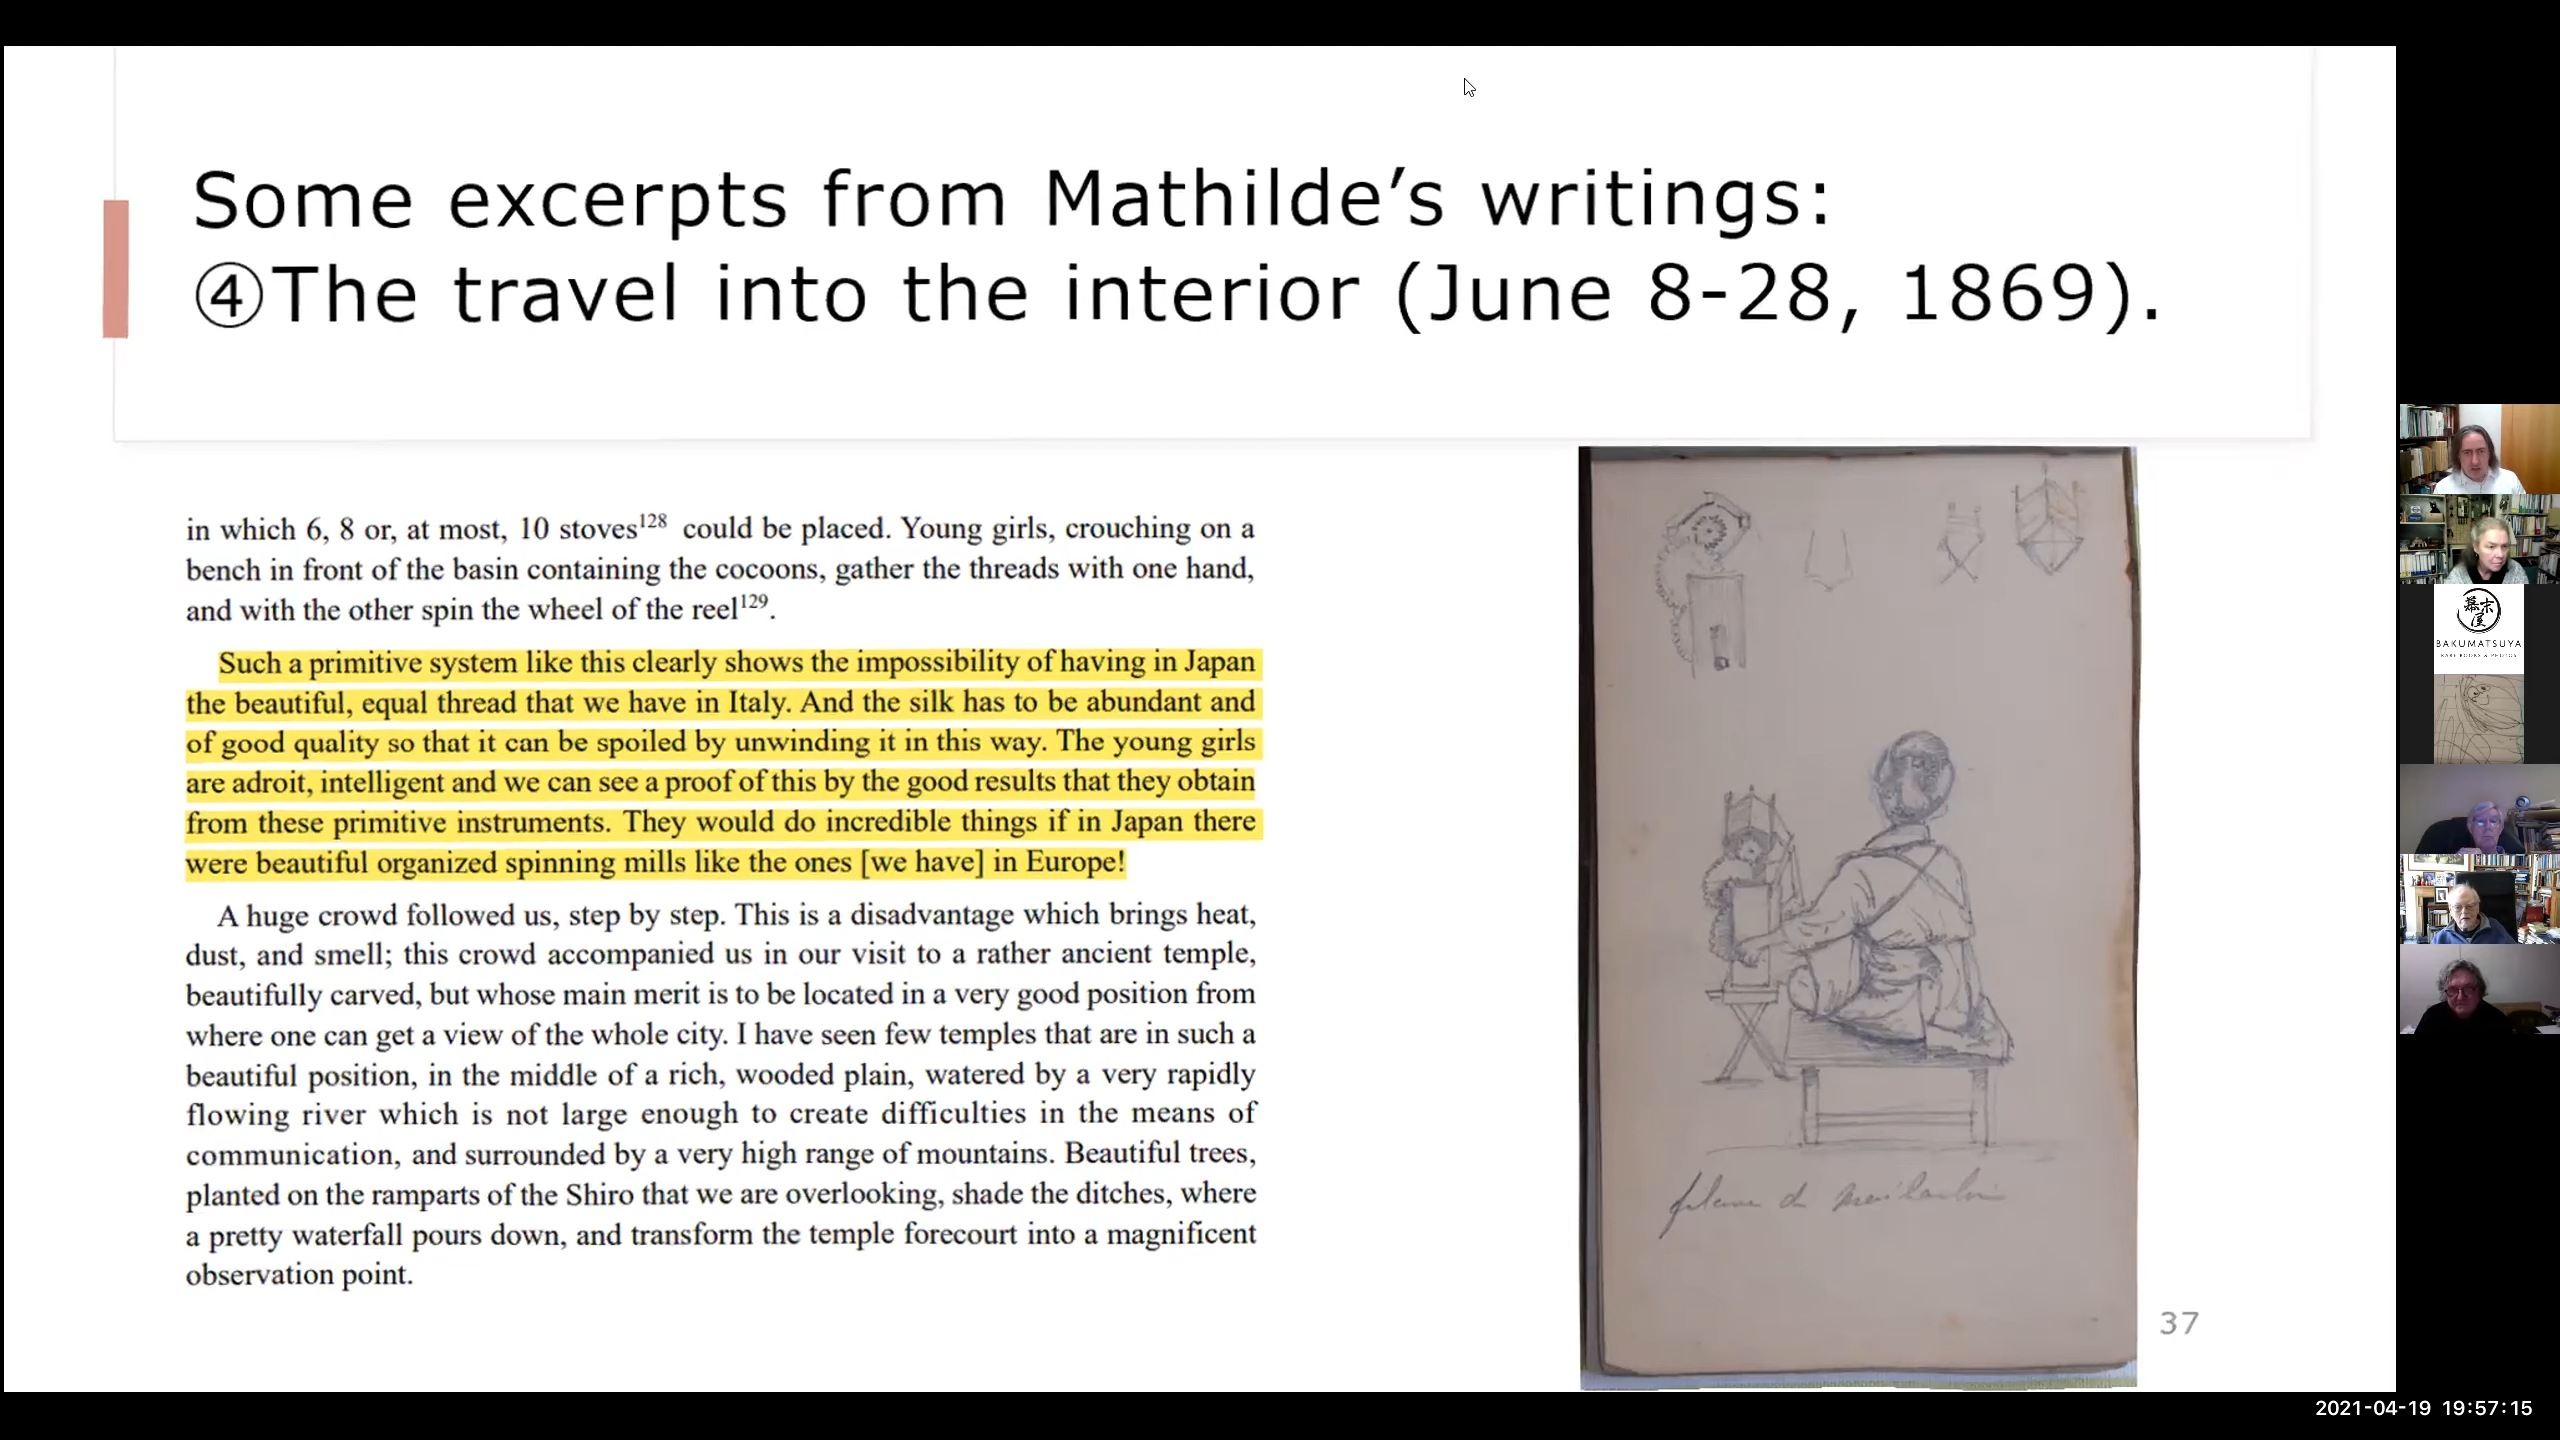 Some excerpts from Mathilde’s writings:
④The travel into the interior (June 8-28, 1869).
in which 6, 8 or, at most, 10 stoves128 could be placed. Young girls, crouching on a
bench in front of the basin containing the cocoons, gather the threads with one hand,
and with the other spin the wheel of the reel129.
Such a primitive system like this clearly shows the impossibility of having in Japan
the beautiful, equal thread that we have in Italy. And the silk has to be abundant and
of good quality so that it can be spoiled by unwinding it in this way. The young girls
are adroit, intelligent and we can see a proof of this by the good results that they obtain
from these primitive instruments. They would do incredible things if in Japan there
were beautiful organized spinning mills like the ones [we have] in Europe!
A huge crowd followed us, step by step. This is a disadvantage which brings heat,
dust, and smell; this crowd accompanied us in our visit to a rather ancient temple,
beautifully carved, but whose main merit is to be located in a very good position from
where one can get a view of the whole city. I have seen few temples that are in such a
beautiful position, in the middle of a rich, wooded plain, watered by a very rapidly
flowing river which is not large enough to create difficulties in the means of
communication, and surrounded by a very high range of mountains. Beautiful trees,
planted on the ramparts of the Shiro that we are overlooking, shade the ditches, where
a pretty waterfall pours down, and transform the temple forecourt into a magnificent
observation point.
37
幕末屋
BAKUMATSUYA
RARE BOOKS & PHOTOS
2021-04-19 19:57:15